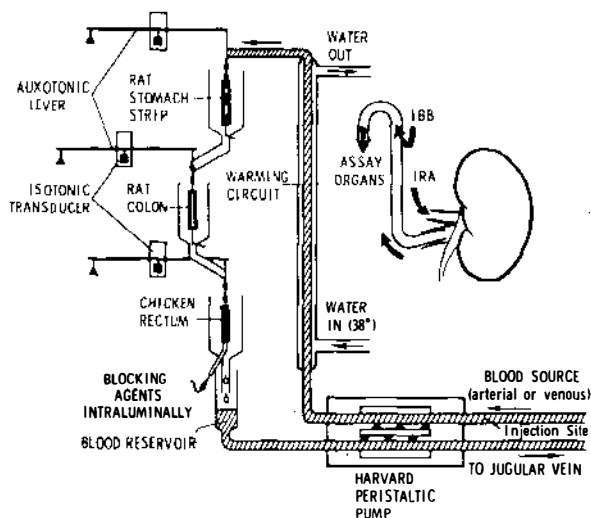 WATER
OUT
RAT
STOMACH
STRIP
AUXOTONIC
LEVER
IBB
ASSAY
ORGANS
WARMING
CIRCUIT
IRA
ISOTONIC
TRANSDUCER
RAT
COLON
CHICKEN
RECTUM
WATER
IN (38°)
BLOCKING
AGENTS
INTRALUMINALLY
BLOOD RESERVOIR
BLOOD SOURCE
(arterial or venous)
Injection Site
TO JUGULAR VEIN
HARVARD
PERISTALTIC
PUMP